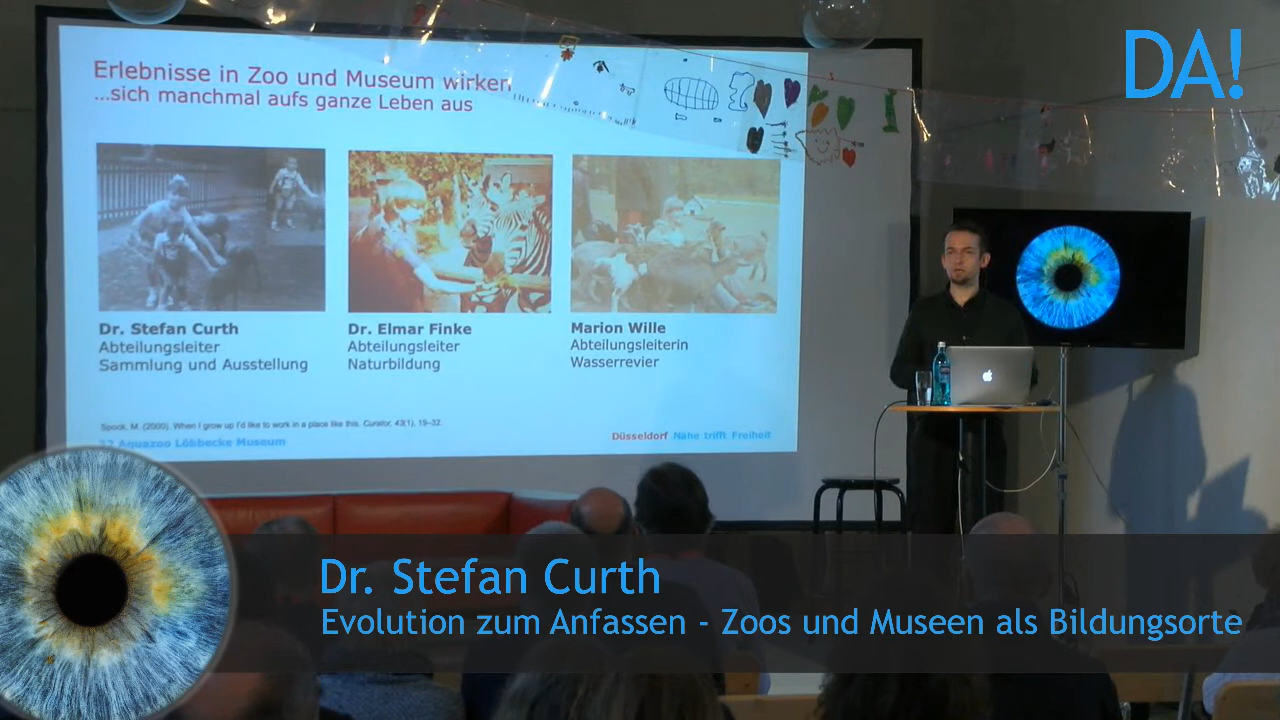 DA!
Erlebnisse in Zoo und Museum wirken
...sich manchmal aufs ganze Leben aus
Dr. Stefan Curth
Abteilungsleiter
Sammlung und Ausstellung
Dr. Elmar Finke
Abteilungsleiter
Naturbildung
Marion Wille
Abteilungsleiterin
Wasserrevier
Spock, M. (2000). When I grow up I'd like to work in a place like this. Curator, 43(1), 19–32.
32 Aquazoo Löbbecke Museum
Düsseldorf Nähe trifft Freiheit
Dr. Stefan Curth
Evolution zum Anfassen - Zoos und Museen als Bildungsorte